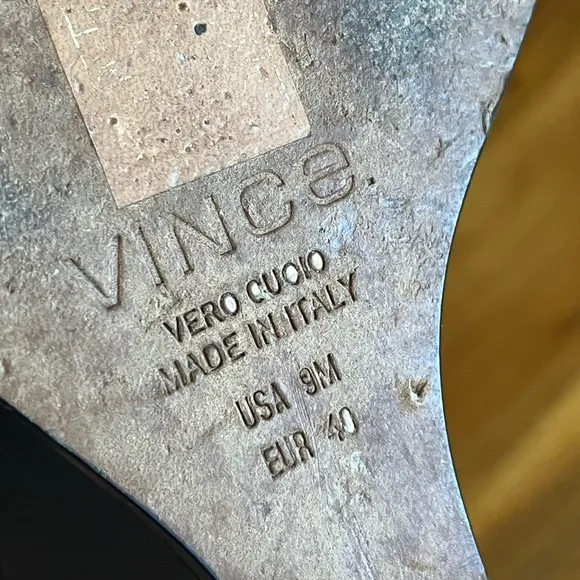 VINCE.
VERO CUOIO
MADE IN ITALY
USA 9M
EUR 40